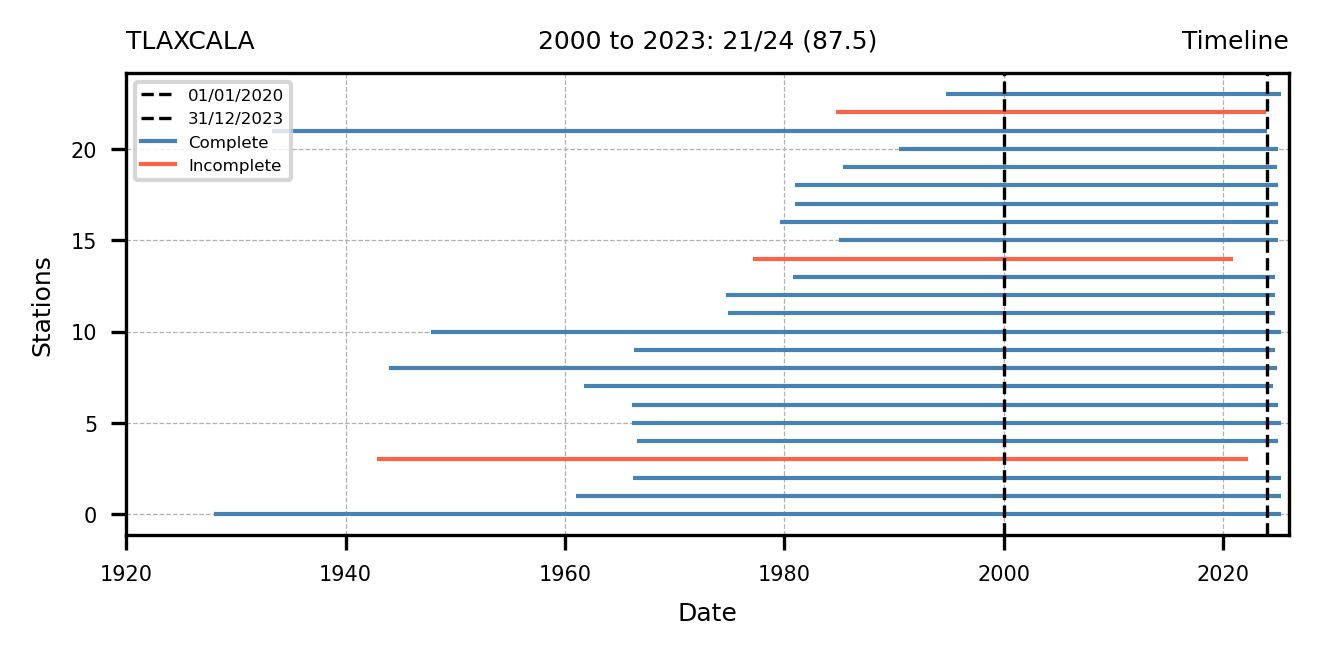 TLAXCALA
2000 to 2023: 21/24 (87.5)
Timeline
01/01/2020
31/12/2023
Complete
Incomplete
Stations
20
15
10
5
0
1920
1940
1960
1980
2000
2020
Date